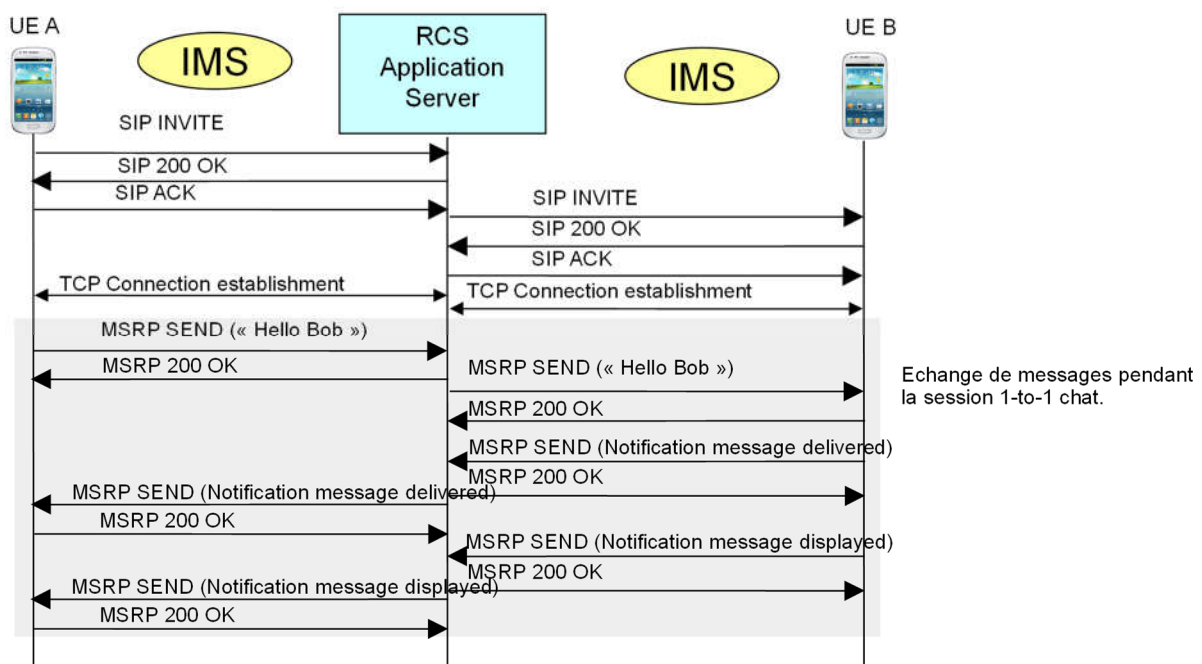 UE A
IMS
RCS
Application
Server
IMS
UE B
SIP INVITE
SIP 200 OK
SIP ACK
SIP INVITE
SIP 200 OK
SIP ACK
TCP Connection establishment
TCP Connection establishment
MSRP SEND (« Hello Bob »)
MSRP 200 OK
MSRP SEND (« Hello Bob »)
MSRP 200 OK
Echange de messages pendant
la session 1-to-1 chat.
MSRP SEND (Notification message delivered)
MSRP 200 OK
MSRP SEND (Notification message delivered)
MSRP 200 OK
MSRP SEND (Notification message displayed)
MSRP 200 OK
MSRP SEND (Notification message displayed)
MSRP 200 OK